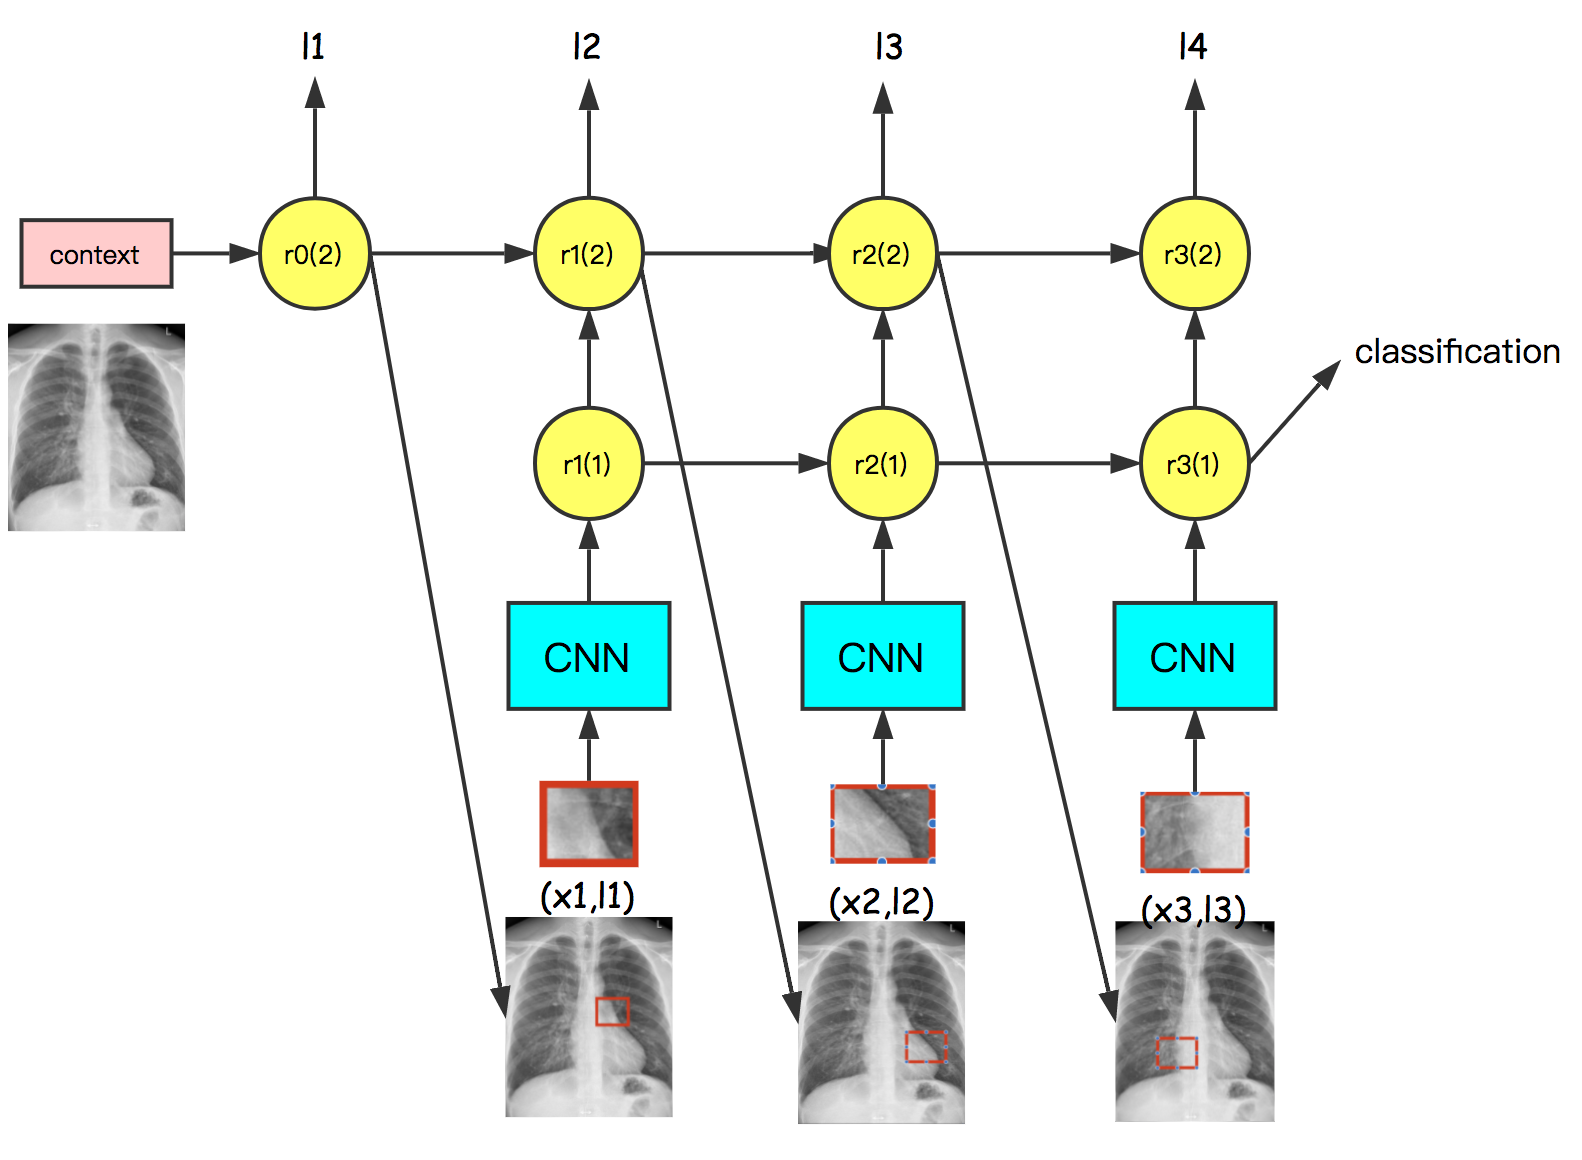 l1
l2
l3
l4
context
r0(2)
r1(2)
r2(2)
r3(2)
classification
r1(1)
r2(1)
r3(1)
CNN
CNN
CNN
(x1,l1)
(x2,l2)
(x3,l3)
L
L
L
L